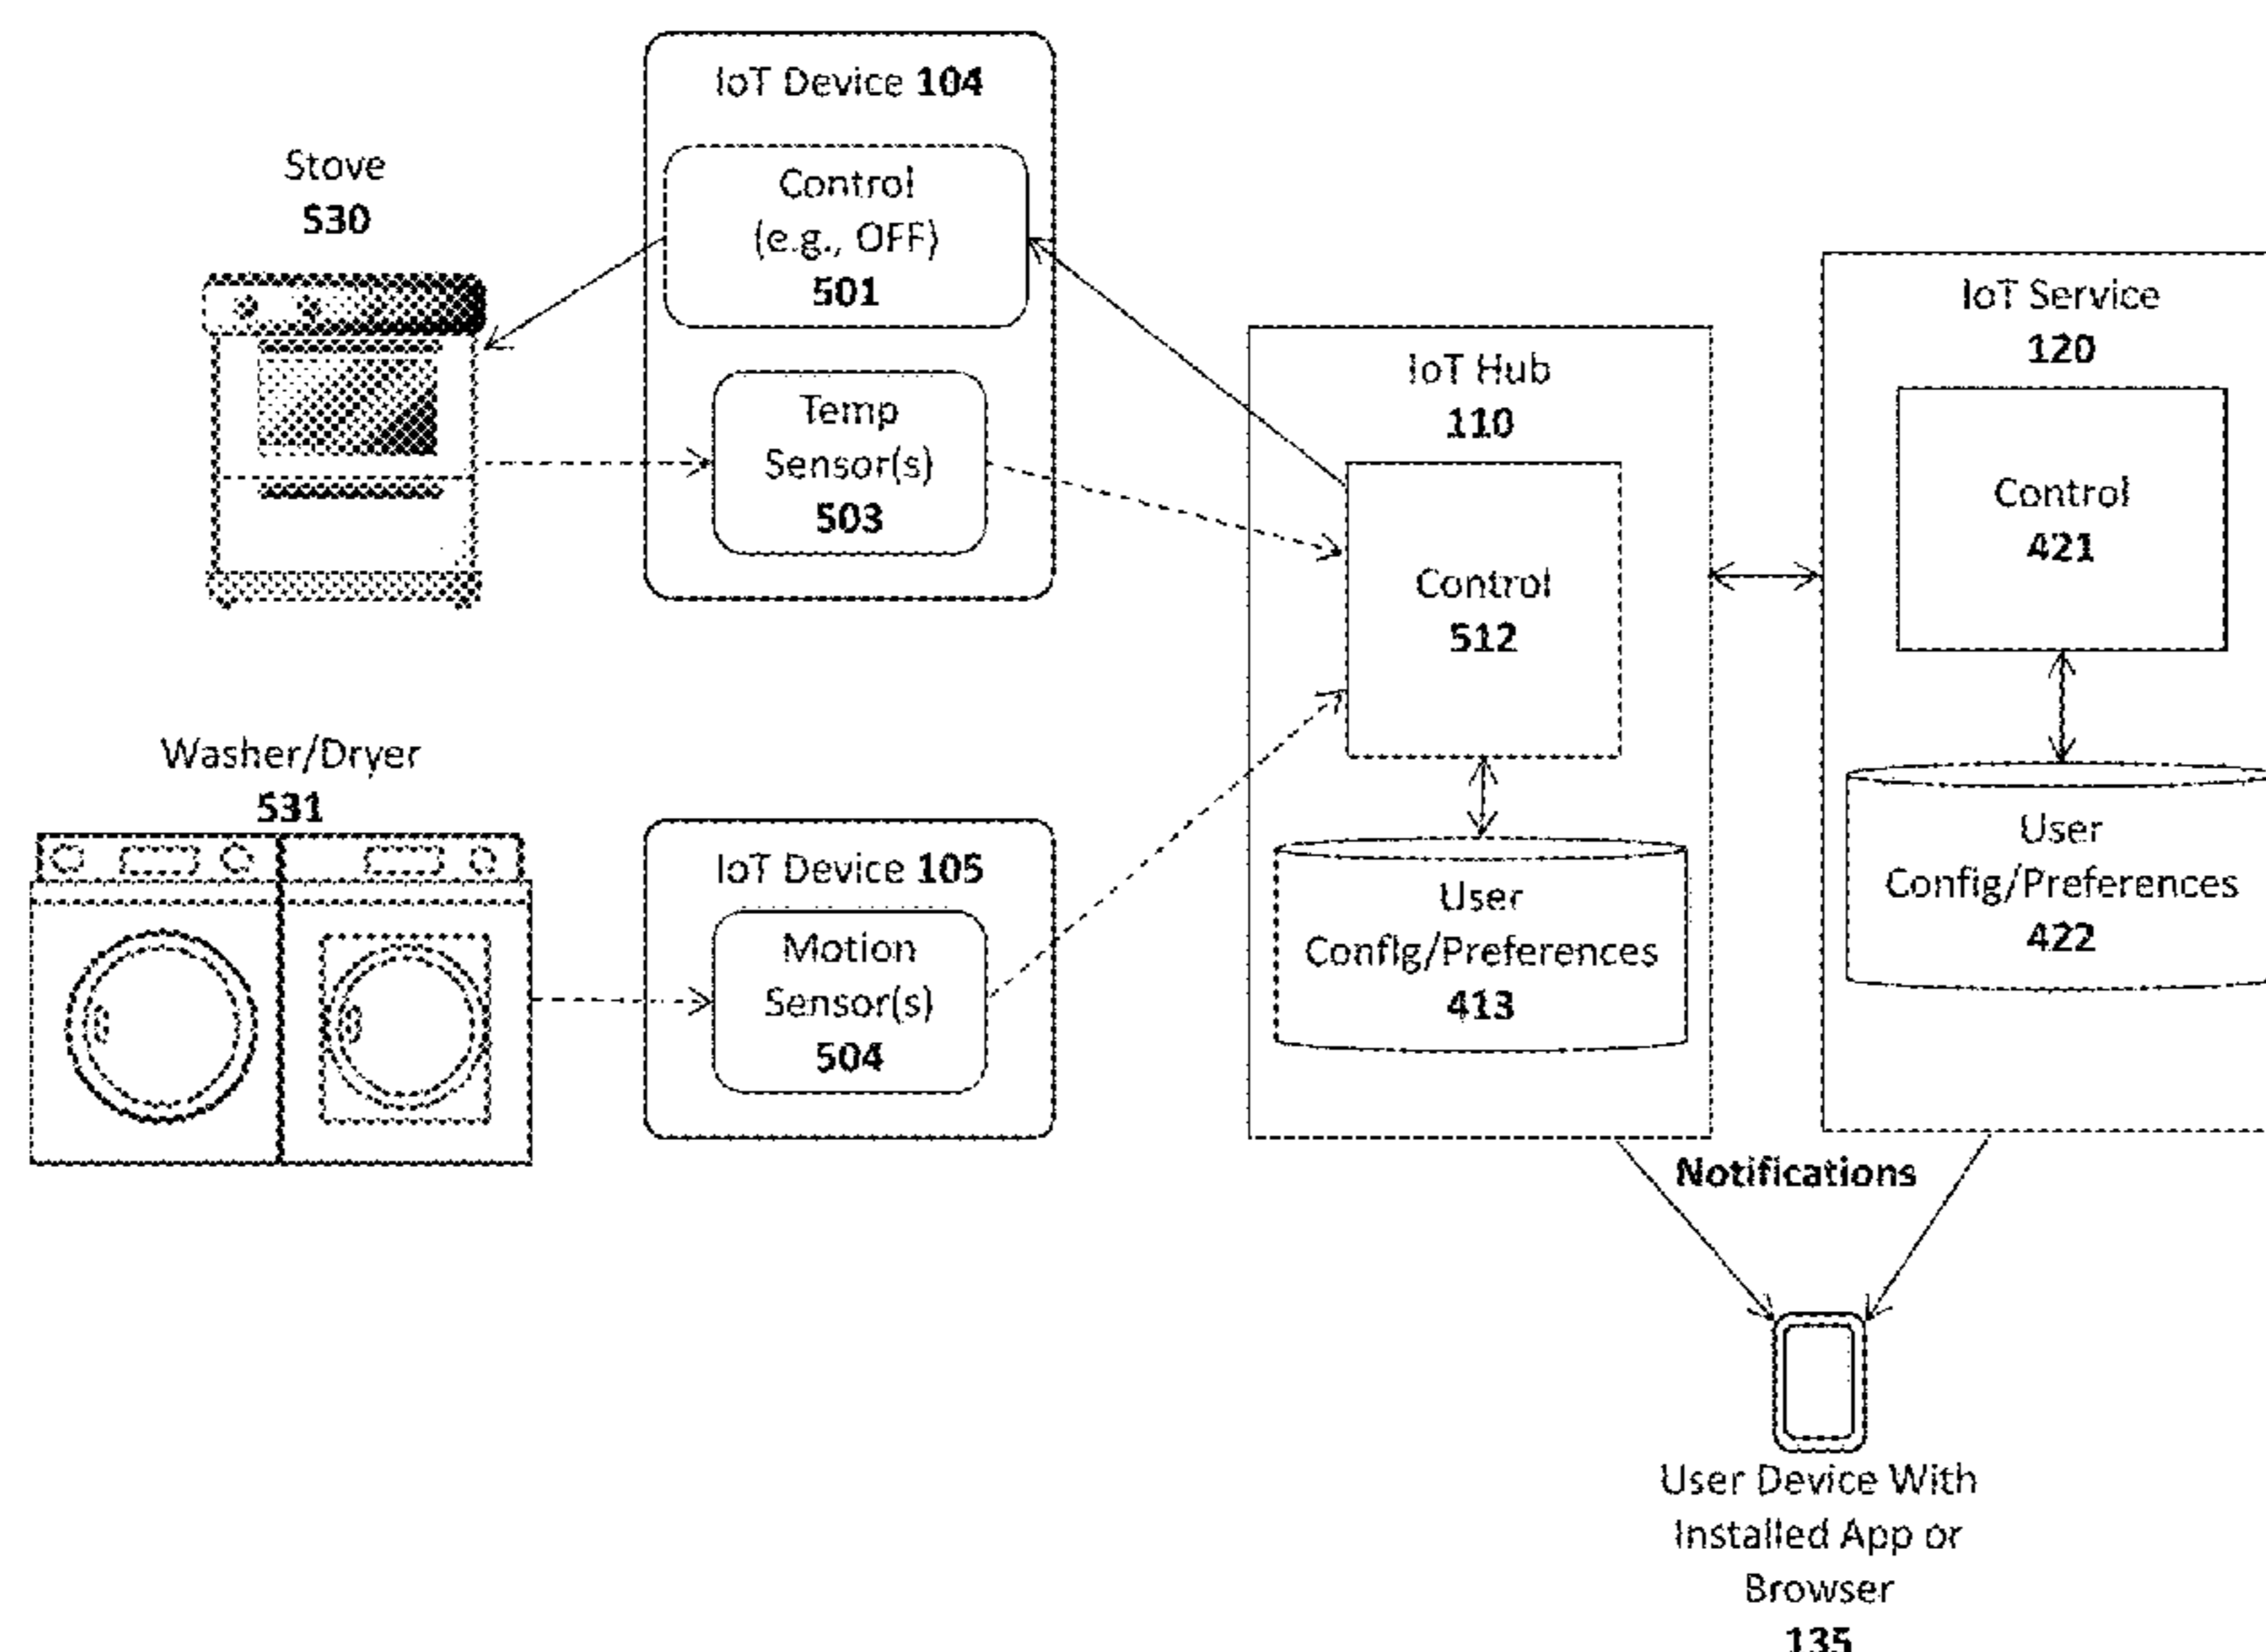 IoT Device 104
Stove
530
Control
(e.g., OFF)
501
Temp
Sensor(s)
503
Washer/Dryer
531
IoT Device 105
Motion
Sensor(s)
504
IoT Hub
110
Control
512
User
Config/Preferences
413
IoT Service
120
Control
421
User
Config/Preferences
422
Notifications
User Device With
Installed App or
Browser
135